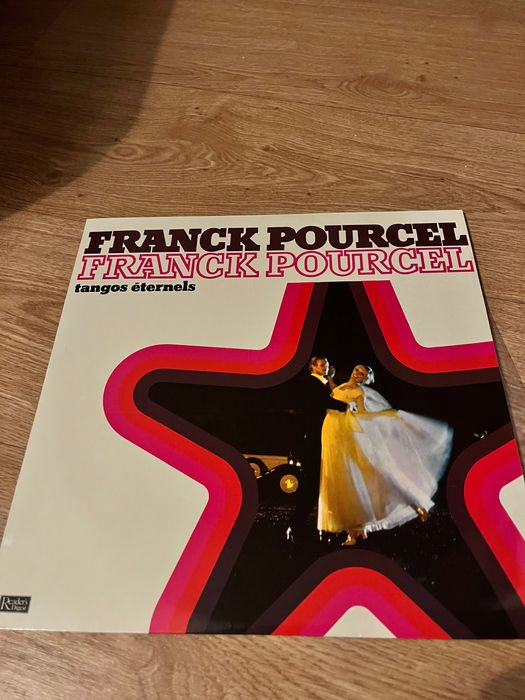 FRANCK POURCEL
FRANCK POURCEL
tangos éternels
Reader's
Digest